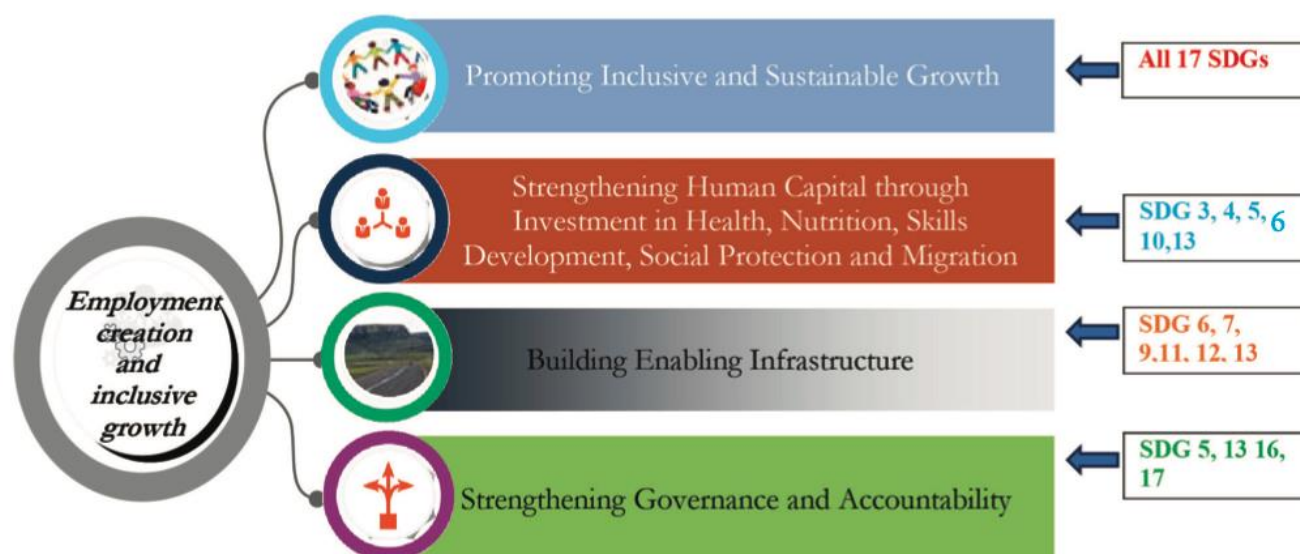 Promoting Inclusive and Sustainable Growth
All 17 SDGs
Strengthening Human Capital through
Investment in Health, Nutrition, Skills
Development, Social Protection and Migration
SDG 3, 4, 5, 6
10,13
Employment
creation
and
inclusive
growth
Building Enabling Infrastructure
SDG 6, 7,
9.11. 12. 13
Strengthening Governance and Accountability
SDG 5, 13 16,
17